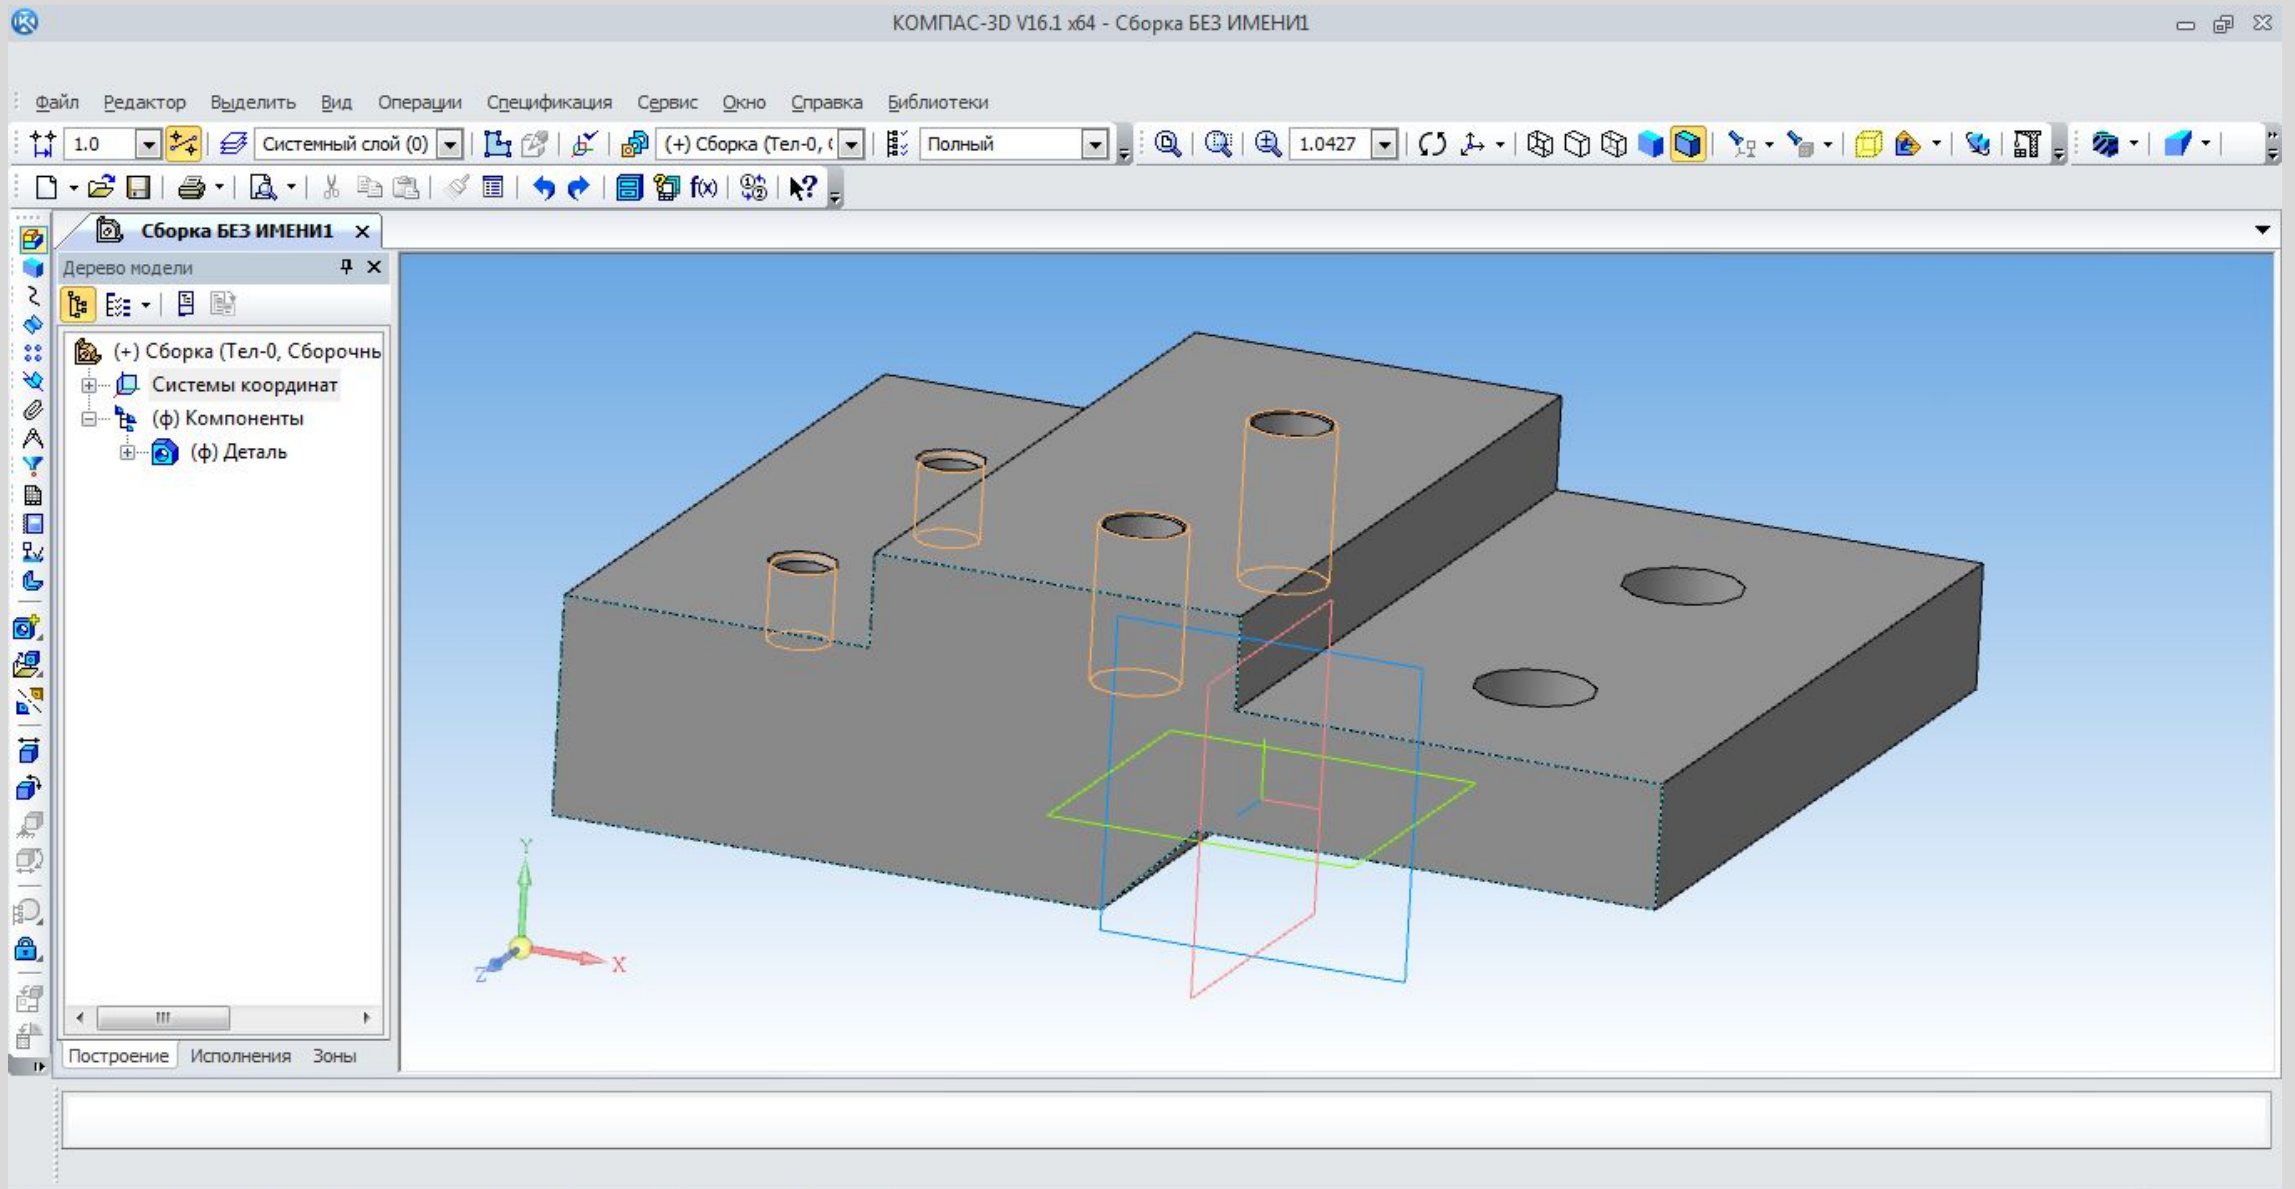 КОМПАС-3D V16.1 x64 - Сборка БЕЗ ИМЕНИ1
Файл Редактор Выделить Вид Операции Спецификация Сервис Окно Справка Библиотеки
1.0 Системный слой (0) (+) Сборка (Тел-0, ( Полный 1.0427
f(x)
Сборка БЕЗ ИМЕНИ1
Дерево модели
(+) Сборка (Тел-0, Сборочнь
Системы координат
(ф) Компоненты
(ф) Деталь
Y
X
Z
Построение Исполнения Зоны